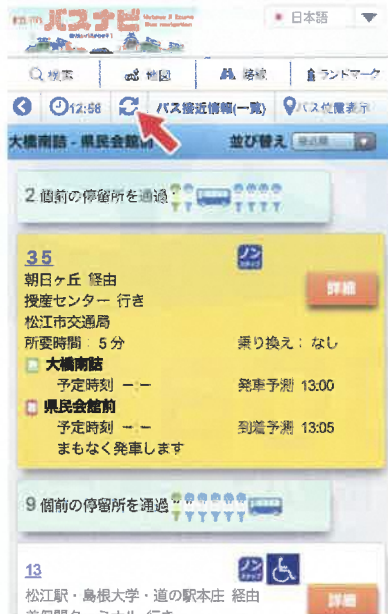 バスナビ
日本語
検索 地図 路線 ランドマーク
12:56 バス接近情報(一覧) バス位置表示
大橋南詰 - 県民会館前 並び替え
2 個前の停留所を通過
35
ノンステップ
朝日ヶ丘 経由
詳細
授産センター 行き
松江市交通局
所要時間: 5分 乗り換え: なし
大橋南詰
予定時刻 --:-- 発車予測 13:00
県民会館前
予定時刻 --:-- 到着予測 13:05
まもなく発車します
9 個前の停留所を通過
13
ノンステップ
松江駅・島根大学・道の駅本庄 経由
詳細